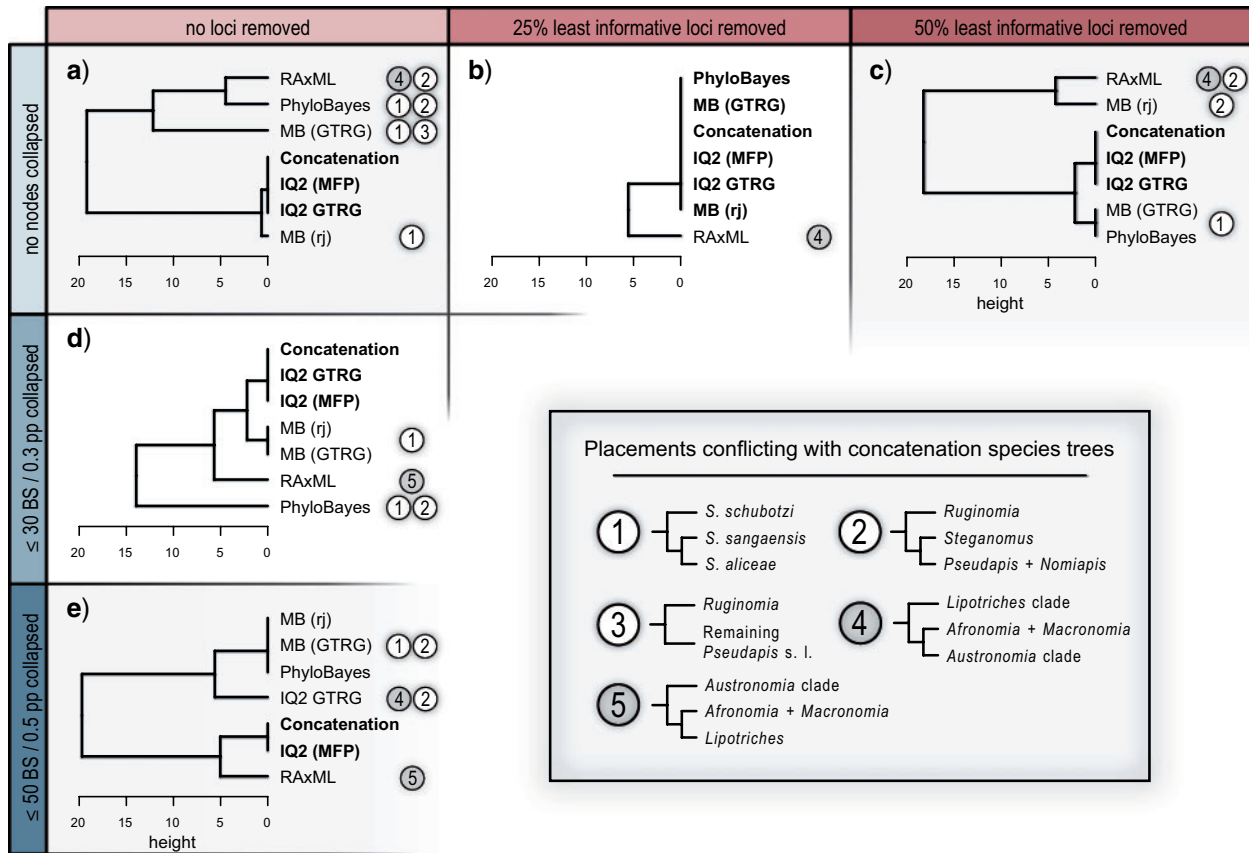 no loci removed
25% least informative loci removed
50% least informative loci removed
no nodes collapsed
a)
RAxML 4 2
PhyloBayes 1 2
MB (GTRG) 1 3
Concatenation
IQ2 (MFP)
IQ2 GTRG
MB (rj) 1
20 15 10 5 0
b)
PhyloBayes
MB (GTRG)
Concatenation
IQ2 (MFP)
IQ2 GTRG
MB (rj)
RAxML 4
20 15 10 5 0
c)
RAxML 4 2
MB (rj) 2
Concatenation
IQ2 (MFP)
IQ2 GTRG
MB (GTRG) 1
PhyloBayes
20 15 10 5 0
height
≤ 30 BS / 0.3 pp collapsed
d)
Concatenation
IQ2 GTRG
IQ2 (MFP)
MB (rj) 1
MB (GTRG)
RAxML 5
PhyloBayes 1 2
20 15 10 5 0
≤ 50 BS / 0.5 pp collapsed
e)
MB (rj)
MB (GTRG) 1 2
PhyloBayes
IQ2 GTRG 4 2
Concatenation
IQ2 (MFP)
RAxML 5
20 15 10 5 0
height
Placements conflicting with concatenation species trees
1
S. schubotzi
S. sangaensis
S. aliceae
2
Ruginomia
Steganomus
Pseudapis + Nomiapis
3
Ruginomia
Remaining
Pseudapis s. l.
4
Lipotriches clade
Afronomia + Macronomia
Austronomia clade
5
Austronomia clade
Afronomia + Macronomia
Lipotriches